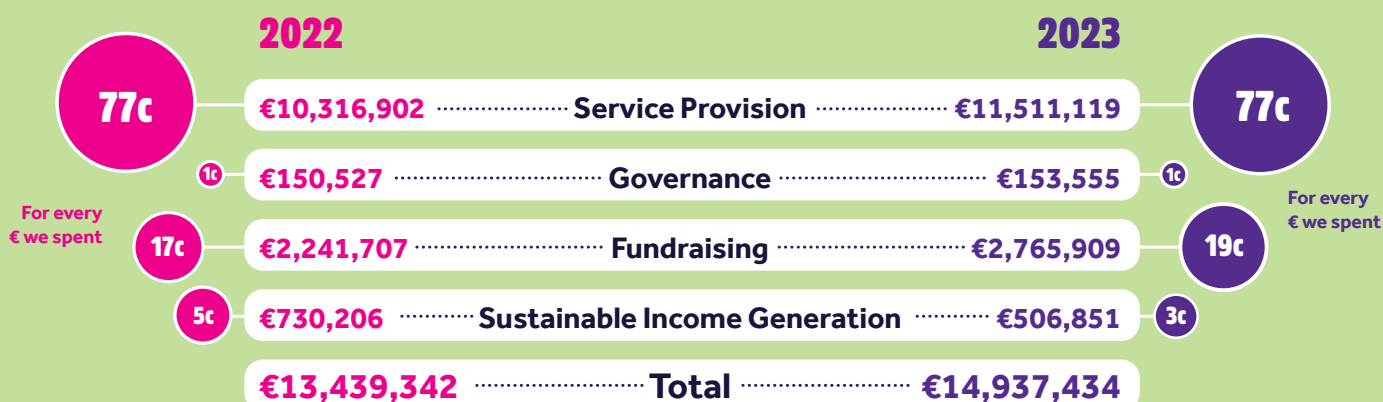 2022 2023
77c €10,316,902 Service Provision €11,511,119 77c
1c €150,527 Governance €153,555 1c
For every
€ we spent
17c €2,241,707 Fundraising €2,765,909 19c
For every
€ we spent
5c €730,206 Sustainable Income Generation €506,851 3c
€13,439,342 Total €14,937,434